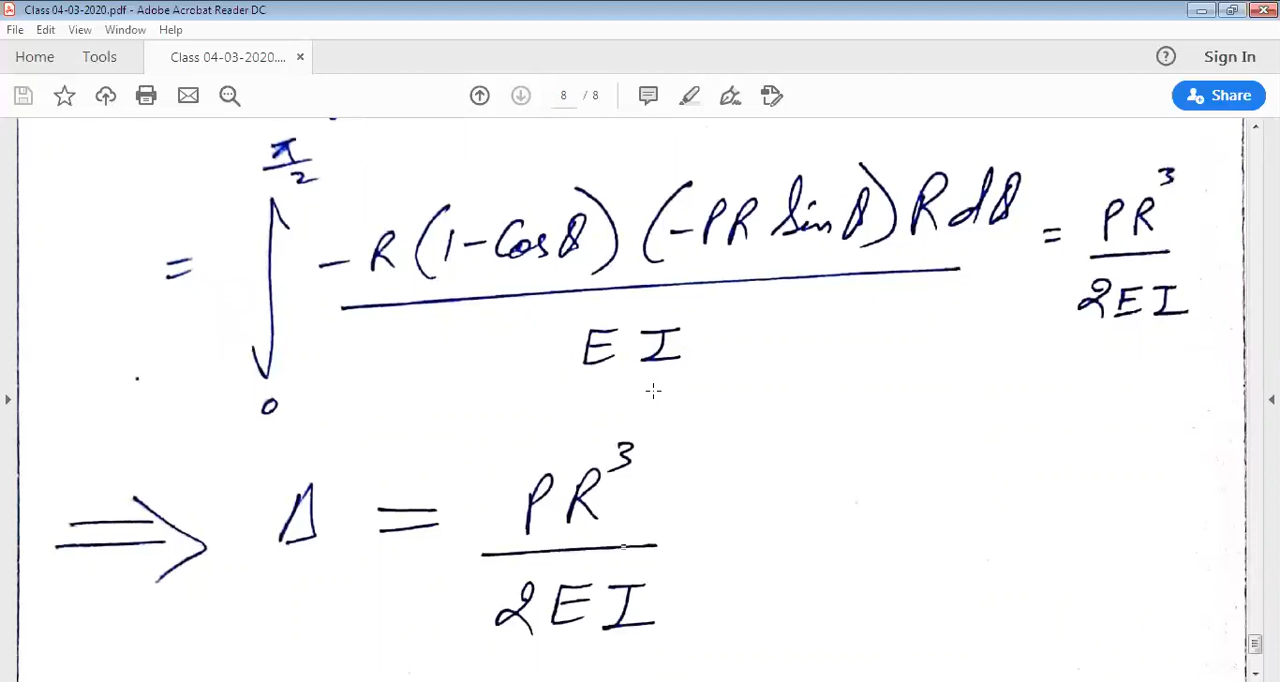 Class 04-03-2020.pdf - Adobe Acrobat Reader DC
File Edit View Window Help
Home Tools Class 04-03-2020.... × ? Sign In
8 / 8 Share
π/2
= ∫ -R(1-Cosθ)(-PR Sinθ)Rdθ = PR³
EI 2EI
0
⇒ Δ = PR³
2EI